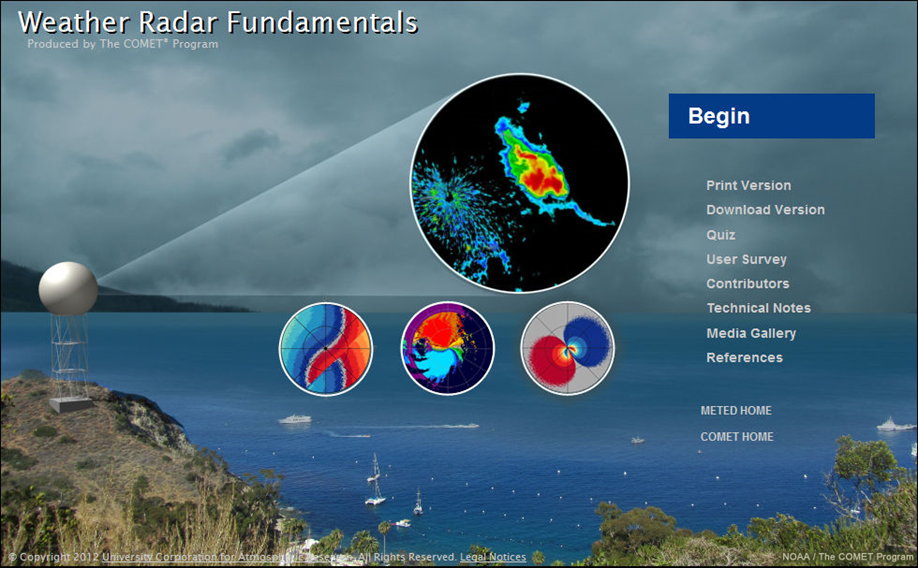 Weather Radar Fundamentals
Produced by The COMET® Program
Begin
Print Version
Download Version
Quiz
User Survey
Contributors
Technical Notes
Media Gallery
References
METED HOME
COMET HOME
© Copyright 2012 University Corporation for Atmospheric Research. All Rights Reserved. Legal Notices
NOAA / The COMET Program